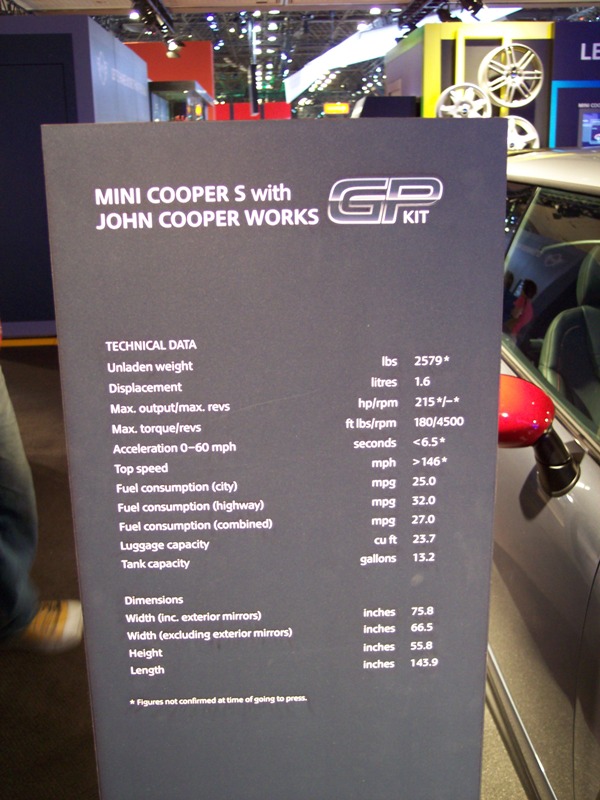 MINI COOPER S with
JOHN COOPER WORKS GP KIT
TECHNICAL DATA
Unladen weight lbs 2579*
Displacement litres 1.6
Max. output/max. revs hp/rpm 215*/–*
Max. torque/revs ft lbs/rpm 180/4500
Acceleration 0–60 mph seconds <6.5*
Top speed mph >146*
Fuel consumption (city) mpg 25.0
Fuel consumption (highway) mpg 32.0
Fuel consumption (combined) mpg 27.0
Luggage capacity cu ft 23.7
Tank capacity gallons 13.2
Dimensions
Width (inc. exterior mirrors) inches 75.8
Width (excluding exterior mirrors) inches 66.5
Height inches 55.8
Length inches 143.9
* Figures not confirmed at time of going to press.
LE
MINI COO